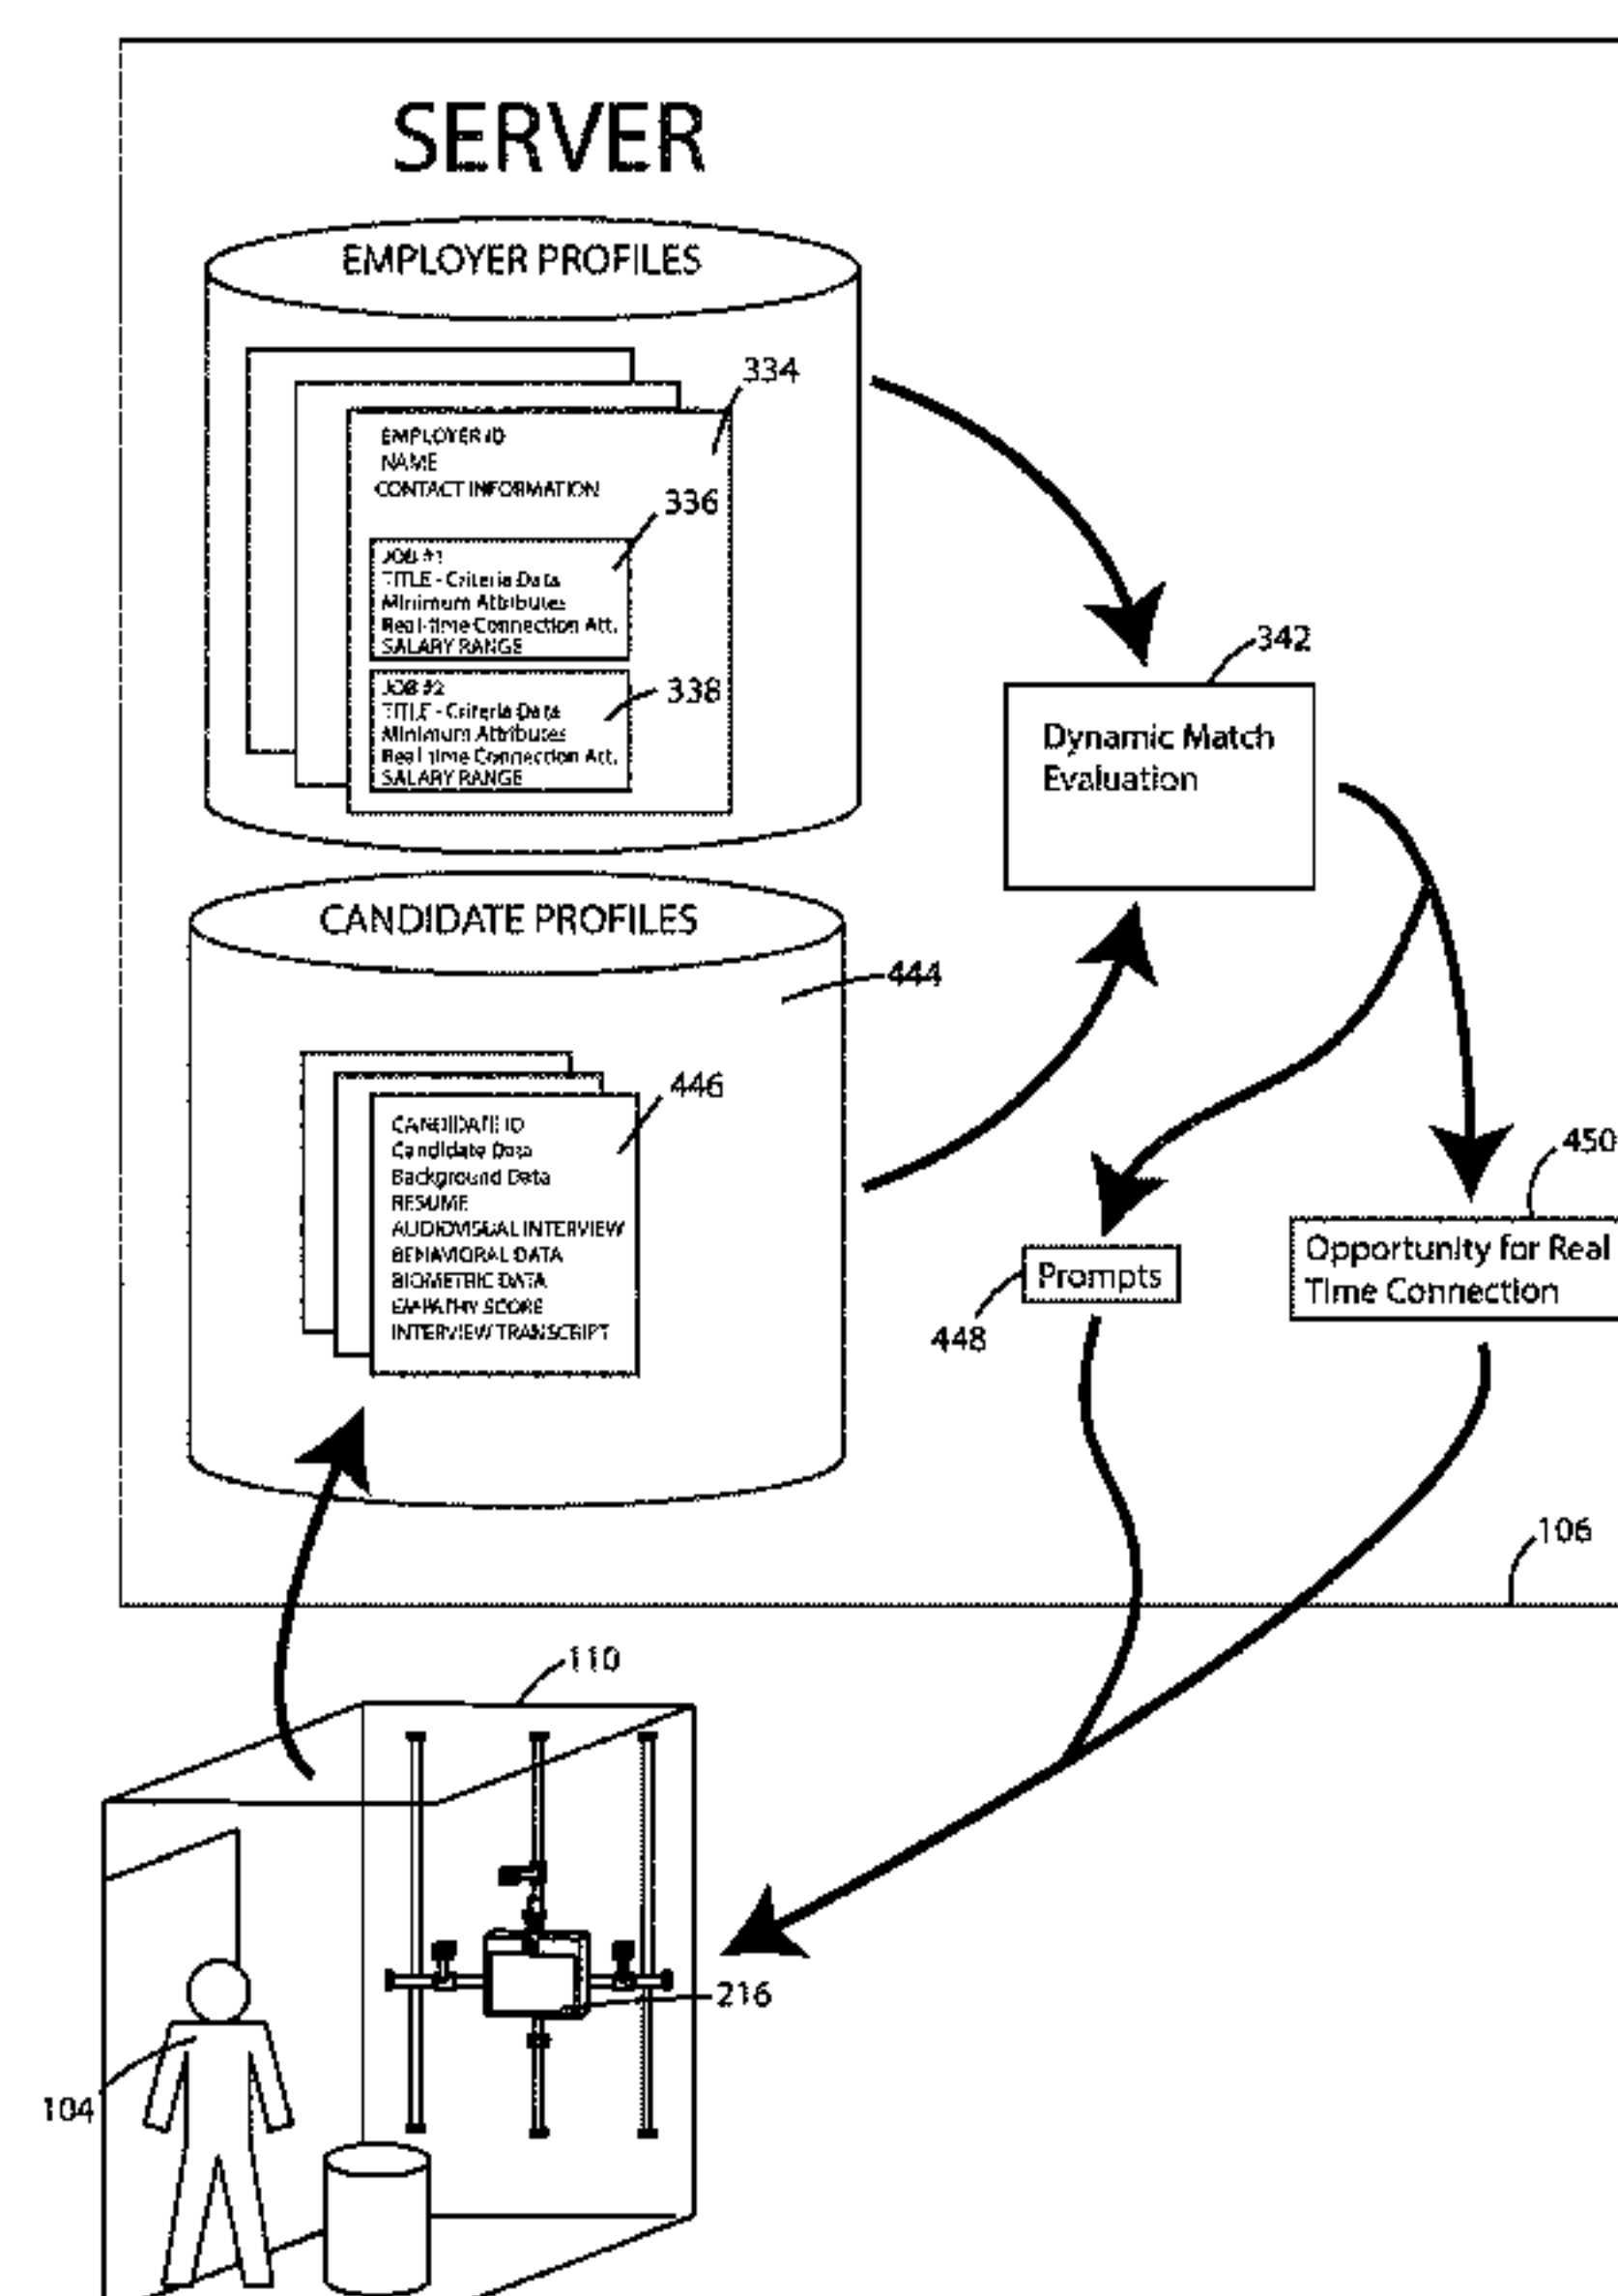 SERVER
EMPLOYER PROFILES
334
EMPLOYER ID
NAME
CONTACT INFORMATION
336
JOB #1
TITLE - Criteria Data
Minimum Attributes
Real-time Connection Att.
SALARY RANGE
338
JOB #2
TITLE - Criteria Data
Minimum Attributes
Real time Connection Att.
SALARY RANGE
342
Dynamic Match
Evaluation
CANDIDATE PROFILES
444
446
CANDIDATE ID
Candidate Data
Background Data
RESUME
AUDIOVISUAL INTERVIEW
BEHAVIORAL DATA
BIOMETRIC DATA
EMPATHY SCORE
INTERVIEW TRANSCRIPT
450
Opportunity for Real
Time Connection
Prompts
448
106
110
216
104